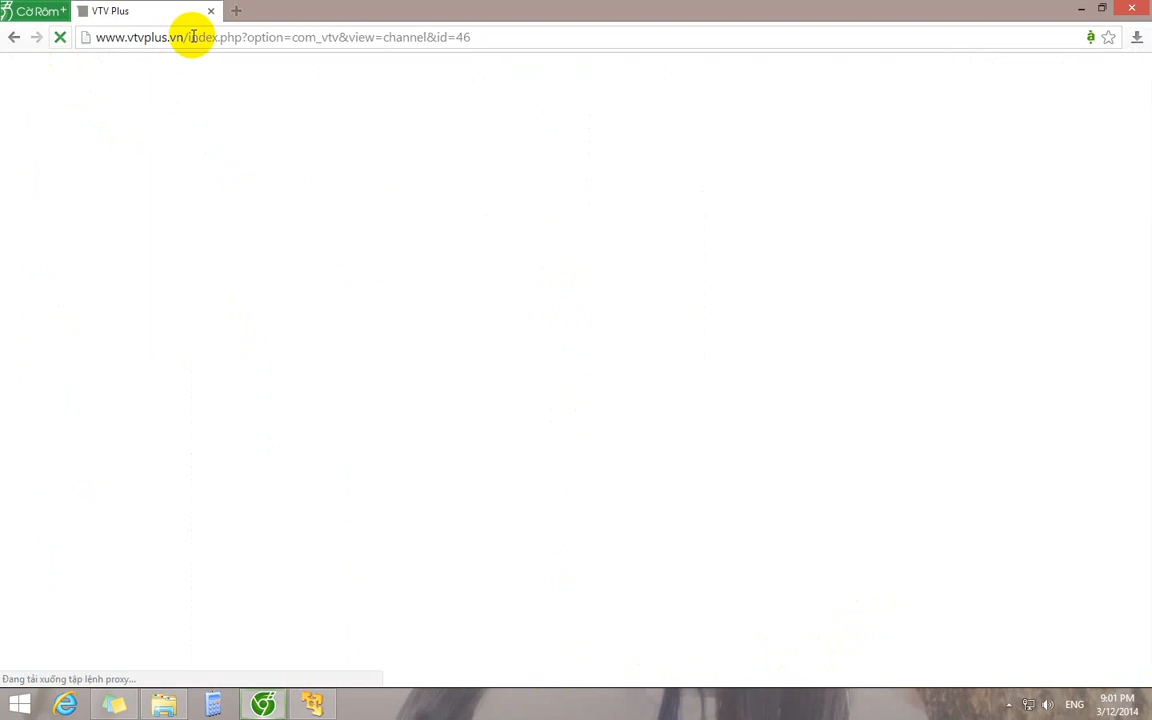 Cờ Rôm+
VTV Plus
www.vtvplus.vn/index.php?option=com_vtv&view=channel&id=46
ả
Đang tải xuống tập lệnh proxy...
ENG
9:01 PM
3/12/2014